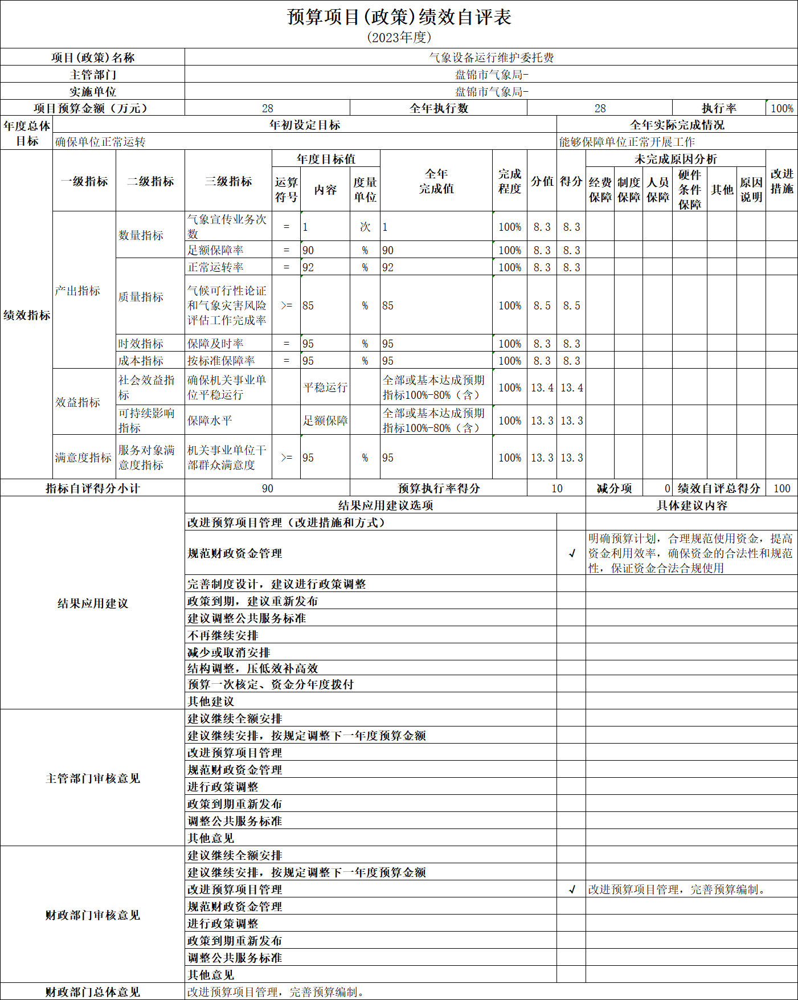 预算项目(政策)绩效自评表
(2023年度)
项目(政策)名称 气象设备运行维护委托费
主管部门 盘锦市气象局-
实施单位 盘锦市气象局-
项目预算金额（万元） 28 全年执行数 28 执行率 100%
年度总体目标 年初设定目标 全年实际完成情况
确保单位正常运转 能够保障单位正常开展工作
绩效指标 一级指标 二级指标 三级指标 年度目标值 全年完成值 完成程度 分值 得分 未完成原因分析 改进措施
运算符号 内容 度量单位 经费保障 制度保障 人员保障 硬件条件保障 其他 原因说明
产出指标 数量指标 气象宣传业务次数 = 1 次 1 100% 8.3 8.3
足额保障率 = 90 % 90 100% 8.3 8.3
质量指标 正常运转率 = 92 % 92 100% 8.3 8.3
气候可行性论证和气象灾害风险评估工作完成率 >= 85 % 85 100% 8.5 8.5
时效指标 保障及时率 = 95 % 95 100% 8.3 8.3
成本指标 按标准保障率 = 95 % 95 100% 8.3 8.3
效益指标 社会效益指标 确保机关事业单位平稳运行 平稳运行 全部或基本达成预期指标100%-80%（含） 100% 13.4 13.4
可持续影响指标 保障水平 足额保障 全部或基本达成预期指标100%-80%（含） 100% 13.3 13.3
满意度指标 服务对象满意度指标 机关事业单位干部群众满意度 >= 95 % 95 100% 13.3 13.3
指标自评得分小计 90 预算执行率得分 10 减分项 0 绩效自评总得分 100
结果应用建议 结果应用建议选项 具体建议内容
改进预算项目管理（改进措施和方式）
规范财政资金管理 √ 明确预算计划，合理规范使用资金，提高资金利用效率，确保资金的合法性和规范性，保证资金合法合规使用
完善制度设计，建议进行政策调整
政策到期，建议重新发布
建议调整公共服务标准
不再继续安排
减少或取消安排
结构调整，压低效补高效
预算一次核定、资金分年度拨付
其他建议
主管部门审核意见 建议继续全额安排
建议继续安排，按规定调整下一年度预算金额
改进预算项目管理
规范财政资金管理
进行政策调整
政策到期重新发布
调整公共服务标准
其他意见
财政部门审核意见 建议继续全额安排
建议继续安排，按规定调整下一年度预算金额
改进预算项目管理 √ 改进预算项目管理，完善预算编制。
规范财政资金管理
进行政策调整
政策到期重新发布
调整公共服务标准
其他意见
财政部门总体意见 改进预算项目管理，完善预算编制。